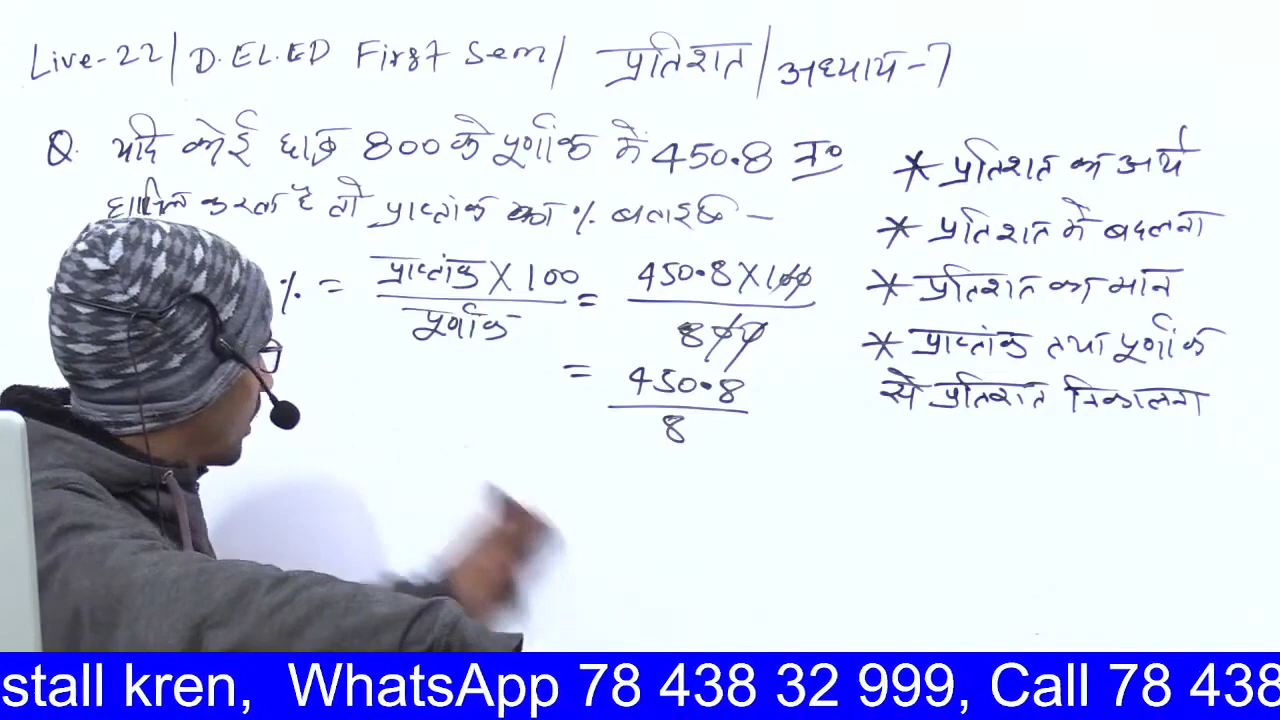 Live-22 / D.EL.ED First Sem / प्रतिशत / अध्याय-7
Q. यदि कोई छात्र 800 के पूर्णांक में 450.8 न०
हासिल करता है तो प्राप्तांक का % बताइए -
% = प्राप्तांक X 100 / पूर्णांक = 450.8 X 100 / 800
= 450.8 / 8
* प्रतिशत का अर्थ
* प्रतिशत में बदलना
* प्रतिशत का मान
* प्राप्तांक तथा पूर्णांक
से प्रतिशत निकालना
stall kren, WhatsApp 78 438 32 999, Call 78 438